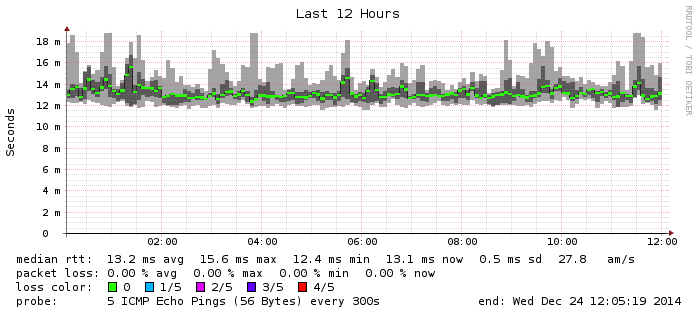 Last 12 Hours
RRDTOOL / TOBI OETIKER
Seconds
18 m
16 m
14 m
12 m
10 m
8 m
6 m
4 m
2 m
0
02:00 04:00 06:00 08:00 10:00 12:00
median rtt: 13.2 ms avg 15.6 ms max 12.4 ms min 13.1 ms now 0.5 ms sd 27.8 am/s
packet loss: 0.00 % avg 0.00 % max 0.00 % min 0.00 % now
loss color: 0 1/5 2/5 3/5 4/5
probe: 5 ICMP Echo Pings (56 Bytes) every 300s end: Wed Dec 24 12:05:19 2014